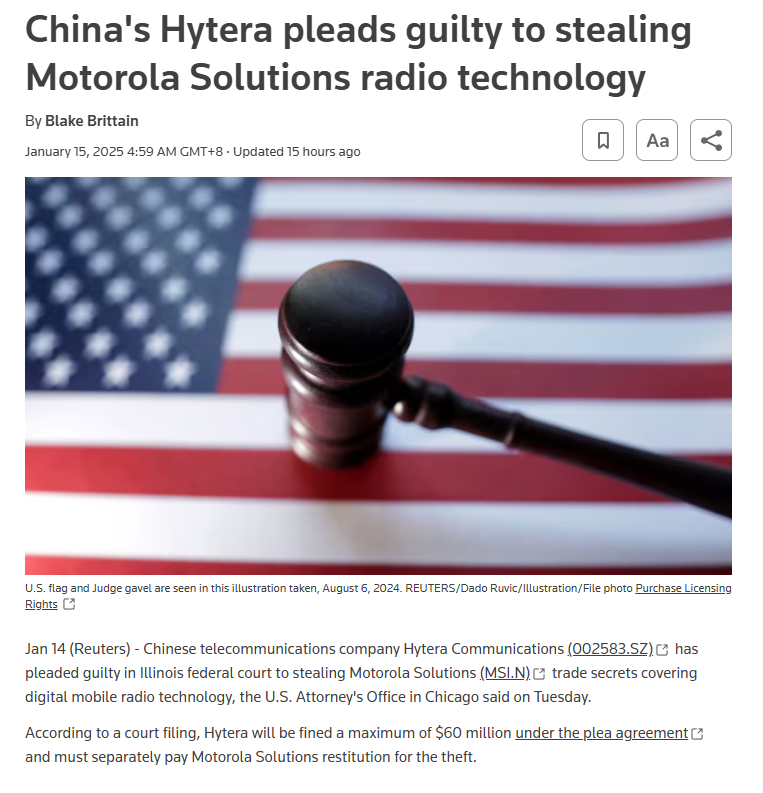 China's Hytera pleads guilty to stealing
Motorola Solutions radio technology
By Blake Brittain
January 15, 2025 4:59 AM GMT+8 · Updated 15 hours ago
Aa
U.S. flag and Judge gavel are seen in this illustration taken, August 6, 2024. REUTERS/Dado Ruvic/Illustration/File photo Purchase Licensing
Rights
Jan 14 (Reuters) - Chinese telecommunications company Hytera Communications (002583.SZ) has
pleaded guilty in Illinois federal court to stealing Motorola Solutions (MSI.N) trade secrets covering
digital mobile radio technology, the U.S. Attorney's Office in Chicago said on Tuesday.
According to a court filing, Hytera will be fined a maximum of $60 million under the plea agreement
and must separately pay Motorola Solutions restitution for the theft.